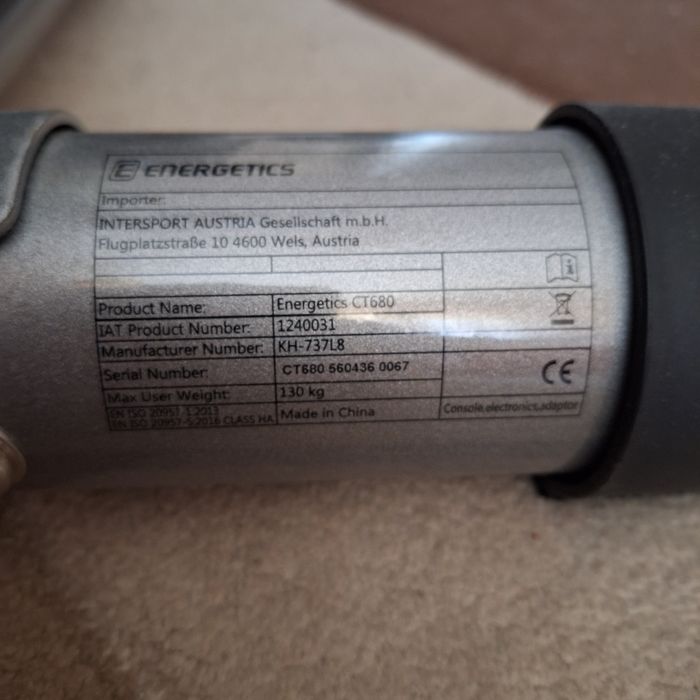 ENERGETICS
Importer:
INTERSPORT AUSTRIA Gesellschaft m.b.H.
Flugplatzstraße 10 4600 Wels, Austria
Product Name: Energetics CT680
IAT Product Number: 1240031
Manufacturer Number: KH-737L8
Serial Number: CT680 560436 0067
Max User Weight: 130 kg
EN ISO 20957-1:2013
EN ISO 20957-5:2016 CLASS HA Made in China
CE
Console,electronics,adaptor